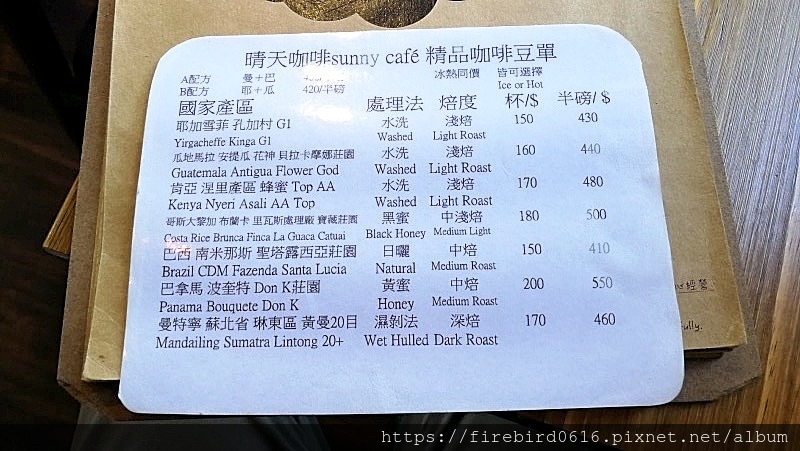 晴天咖啡sunny café 精品咖啡豆單
A配方 曼＋巴 冰熱同價 皆可選擇
B配方 耶＋瓜 420/半磅 Ice or Hot
國家產區 處理法 焙度 杯/$ 半磅/ $
耶加雪菲 孔加村 G1 水洗 淺焙 150 430
Yirgacheffe Kinga G1 Washed Light Roast
瓜地馬拉 安提瓜 花神 貝拉卡摩娜莊園 水洗 淺焙 160 440
Guatemala Antigua Flower God Washed Light Roast
肯亞 涅里產區 蜂蜜 Top AA 水洗 淺焙 170 480
Kenya Nyeri Asali AA Top Washed Light Roast
哥斯大黎加 布蘭卡 里瓦斯處理廠 寶藏莊園 黑蜜 中淺焙 180 500
Costa Rice Brunca Finca La Guaca Catuai Black Honey Medium Light
巴西 南米那斯 聖塔露西亞莊園 日曬 中焙 150 410
Brazil CDM Fazenda Santa Lucia Natural Medium Roast
巴拿馬 波奎特 Don K莊園 黃蜜 中焙 200 550
Panama Bouquete Don K Honey Medium Roast
曼特寧 蘇北省 琳東區 黃曼20目 濕剝法 深焙 170 460
Mandailing Sumatra Lintong 20+ Wet Hulled Dark Roast
經營
ully.
https://firebird0616.pixnet.net/album